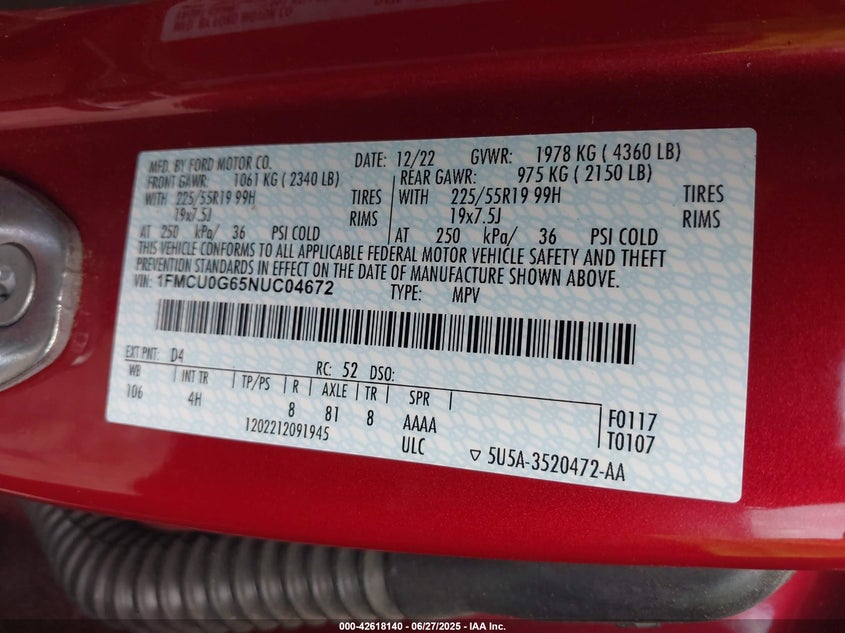 MFD. BY FORD MOTOR CO. DATE: 12/22 GVWR: 1978 KG ( 4360 LB)
FRONT GAWR: 1061 KG ( 2340 LB) REAR GAWR: 975 KG ( 2150 LB)
WITH 225/55R19 99H TIRES WITH 225/55R19 99H TIRES
19x7.5J RIMS 19x7.5J RIMS
AT 250 kPa/ 36 PSI COLD AT 250 kPa/ 36 PSI COLD
THIS VEHICLE CONFORMS TO ALL APPLICABLE FEDERAL MOTOR VEHICLE SAFETY AND THEFT
PREVENTION STANDARDS IN EFFECT ON THE DATE OF MANUFACTURE SHOWN ABOVE.
VIN: 1FMCU0G65NUC04672 TYPE: MPV
EXT PNT: D4 RC: 52 DSO:
WB INT TR TP/PS R AXLE TR SPR
106 4H 8 81 8 AAAA F0117
1202212091945 ULC T0107
▽ 5U5A-3520472-AA
000-42618140 | 06/27/2025 | IAA Inc.